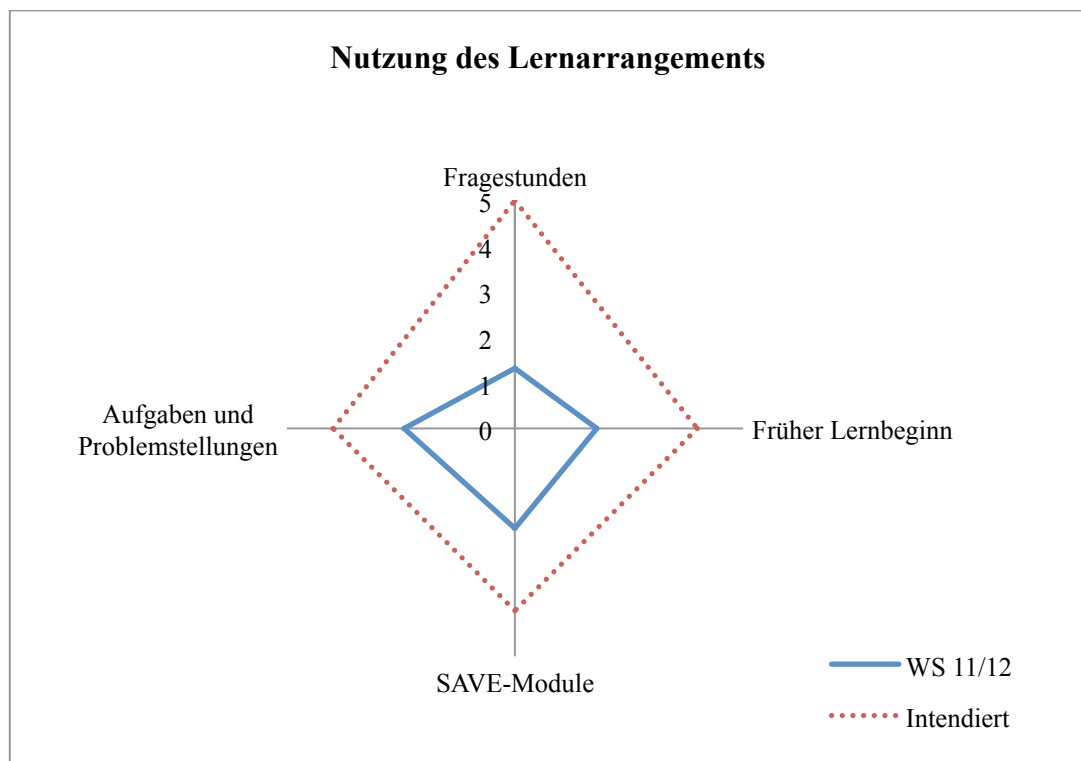 Nutzung des Lernarrangements
Fragestunden
5
4
3
2
1
0
Aufgaben und
Problemstellungen
Früher Lernbeginn
SAVE-Module
WS 11/12
Intendiert